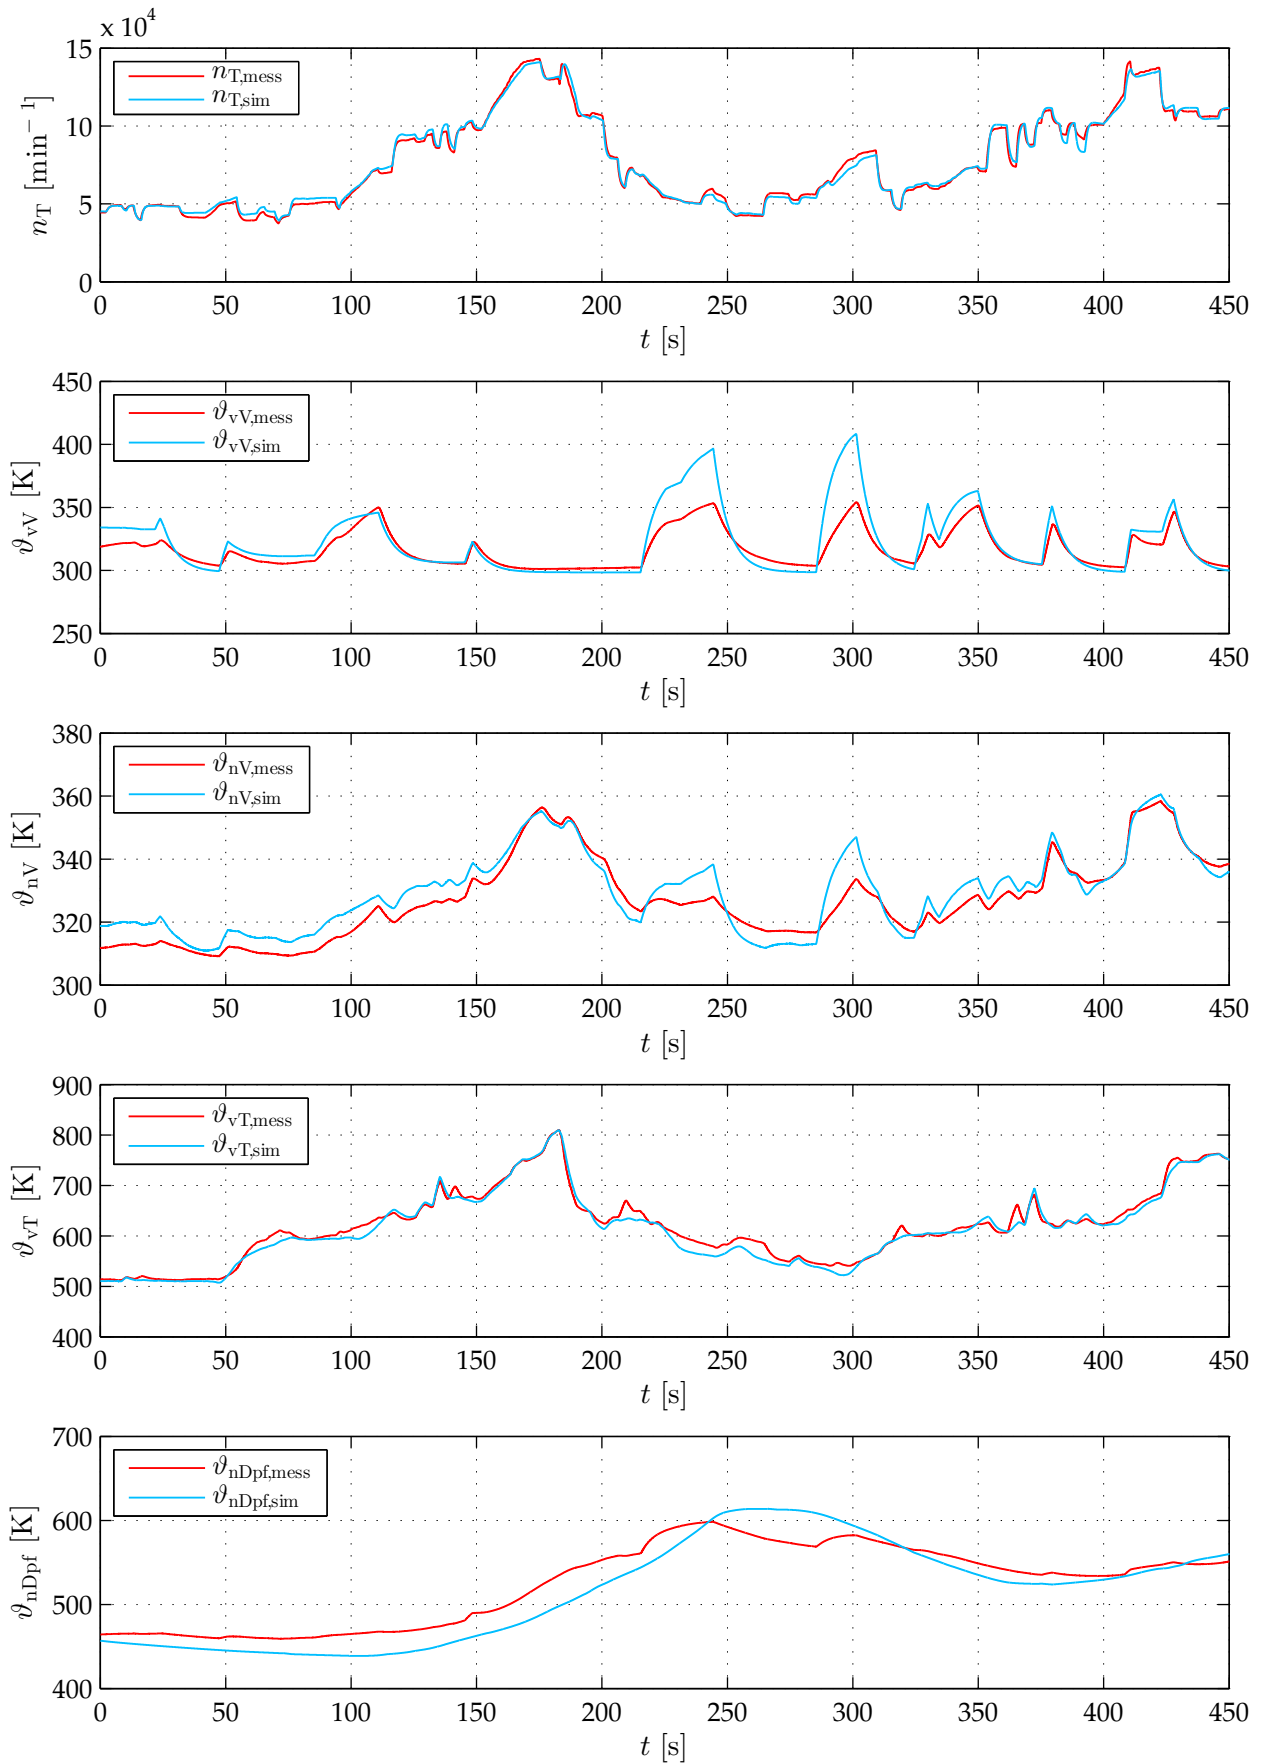 x 10⁴
15
n_T,mess
n_T,sim
10
5
0
n_T [min⁻¹]
0 50 100 150 200 250 300 350 400 450
t [s]
450
ϑ_vV,mess
ϑ_vV,sim
400
350
300
250
ϑ_vV [K]
0 50 100 150 200 250 300 350 400 450
t [s]
380
ϑ_nV,mess
ϑ_nV,sim
360
340
320
300
ϑ_nV [K]
0 50 100 150 200 250 300 350 400 450
t [s]
900
ϑ_vT,mess
ϑ_vT,sim
800
700
600
500
400
ϑ_vT [K]
0 50 100 150 200 250 300 350 400 450
t [s]
700
ϑ_nDpf,mess
ϑ_nDpf,sim
600
500
400
ϑ_nDpf [K]
0 50 100 150 200 250 300 350 400 450
t [s]